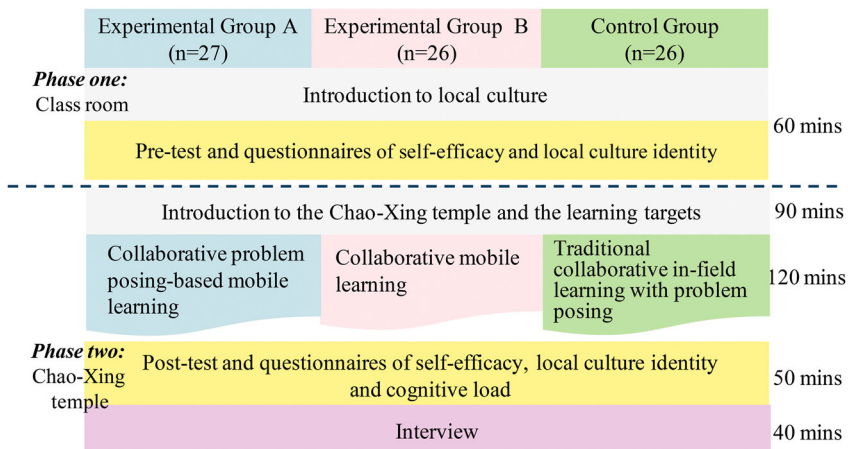 Experimental Group A
(n=27)
Experimental Group B
(n=26)
Control Group
(n=26)
Phase one:
Class room
Introduction to local culture
Pre-test and questionnaires of self-efficacy and local culture identity
60 mins
Introduction to the Chao-Xing temple and the learning targets
90 mins
Collaborative problem
posing-based mobile
learning
Collaborative mobile
learning
Traditional
collaborative in-field
learning with problem
posing
120 mins
Phase two:
Chao-Xing
temple
Post-test and questionnaires of self-efficacy, local culture identity
and cognitive load
50 mins
Interview
40 mins